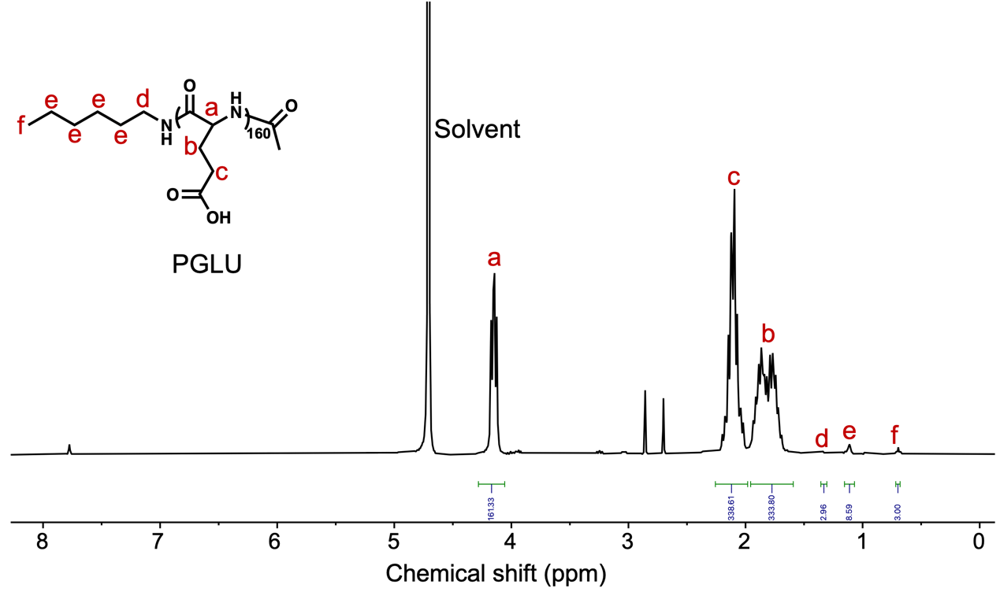 O
H
N
O
a
d
e
e
f
e
e
N
H
160
b
c
O
OH
PGLU
Solvent
a
c
b
d
e
f
161.33
338.61
333.80
2.96
8.59
3.00
8 7 6 5 4 3 2 1 0
Chemical shift (ppm)